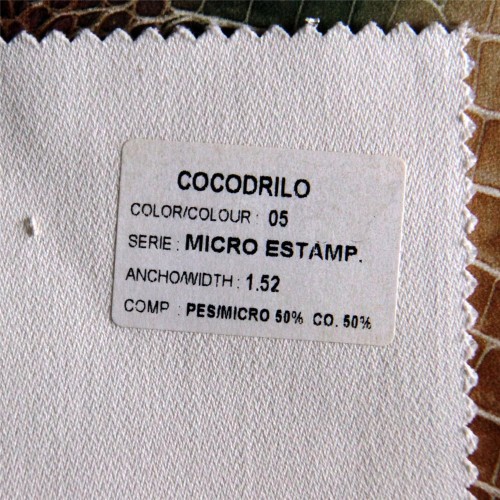 COCODRILO
COLOR/COLOUR : 05
SERIE : MICRO ESTAMP.
ANCHO/WIDTH : 1.52
COMP : PES/MICRO 50% CO. 50%